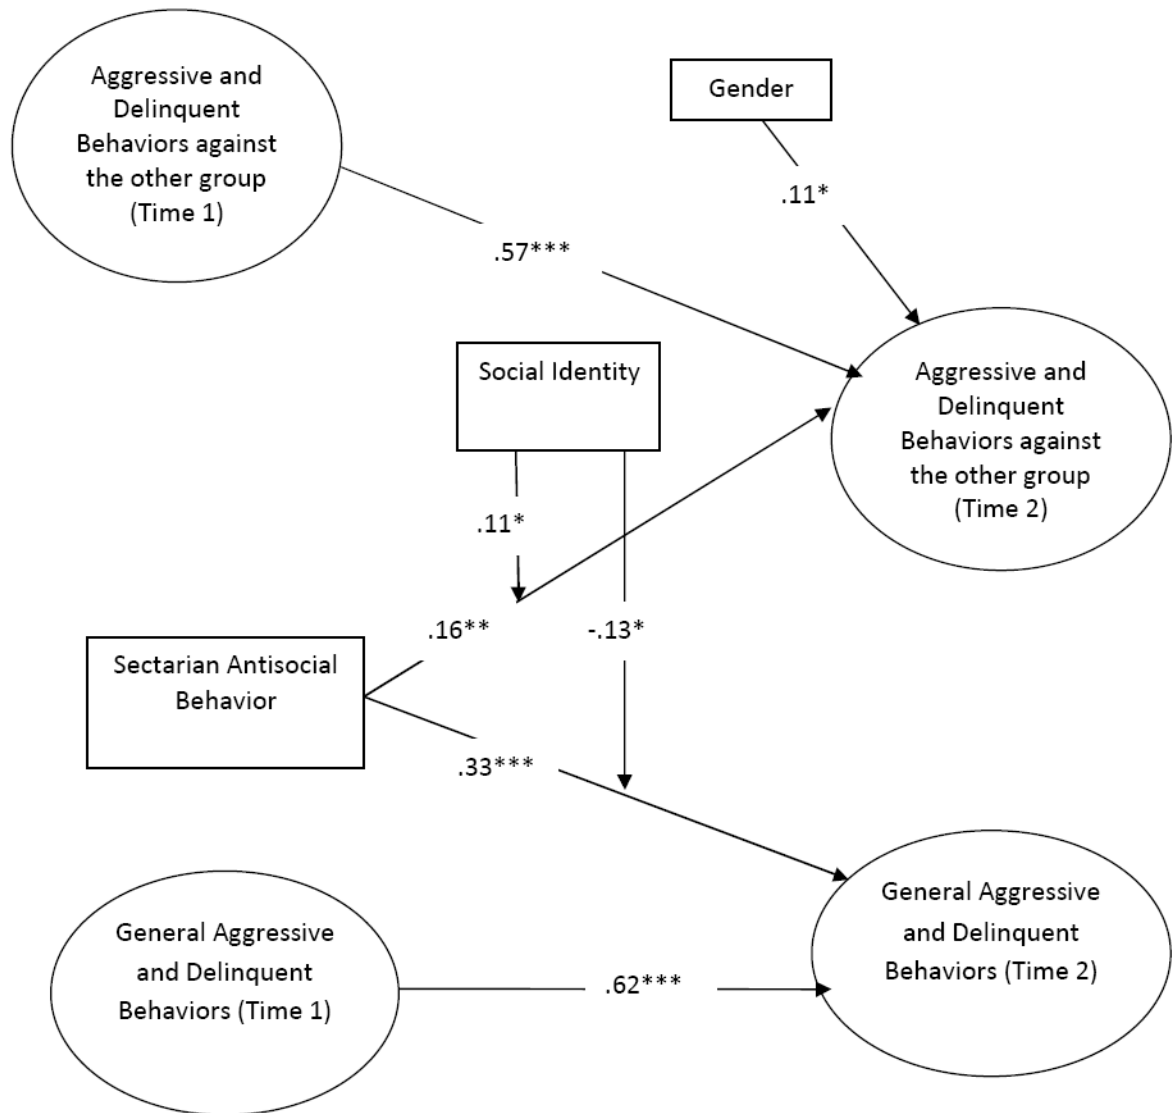 Aggressive and
Delinquent
Behaviors against
the other group
(Time 1)
Gender
.11*
.57***
Social Identity
Aggressive and
Delinquent
Behaviors against
the other group
(Time 2)
.11*
.16**
-.13*
Sectarian Antisocial
Behavior
.33***
General Aggressive
and Delinquent
Behaviors (Time 2)
General Aggressive
and Delinquent
Behaviors (Time 1)
.62***